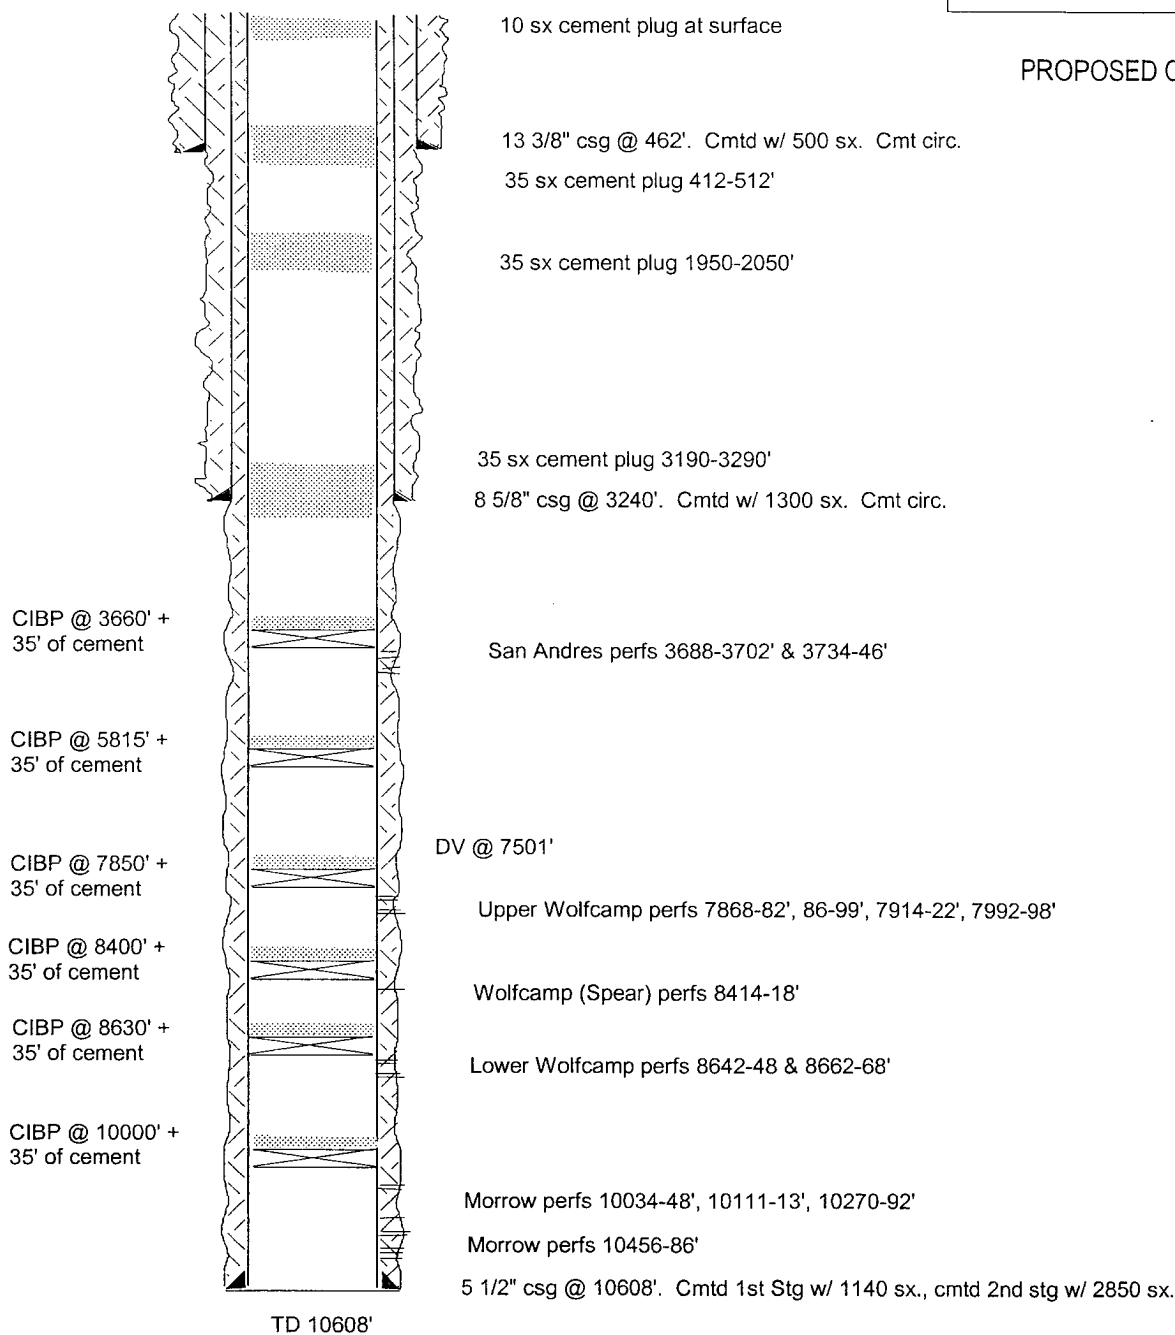 10 sx cement plug at surface
PROPOSED
13 3/8" csg @ 462'. Cmtd w/ 500 sx. Cmt circ.
35 sx cement plug 412-512'
35 sx cement plug 1950-2050'
35 sx cement plug 3190-3290'
8 5/8" csg @ 3240'. Cmtd w/ 1300 sx. Cmt circ.
CIBP @ 3660' +
35' of cement
San Andres perfs 3688-3702' & 3734-46'
CIBP @ 5815' +
35' of cement
DV @ 7501'
CIBP @ 7850' +
35' of cement
Upper Wolfcamp perfs 7868-82', 86-99', 7914-22', 7992-98'
CIBP @ 8400' +
35' of cement
Wolfcamp (Spear) perfs 8414-18'
CIBP @ 8630' +
35' of cement
Lower Wolfcamp perfs 8642-48 & 8662-68'
CIBP @ 10000' +
35' of cement
Morrow perfs 10034-48', 10111-13', 10270-92'
Morrow perfs 10456-86'
5 1/2" csg @ 10608'. Cmtd 1st Stg w/ 1140 sx., cmtd 2nd stg w/ 2850 sx.
TD 10608'